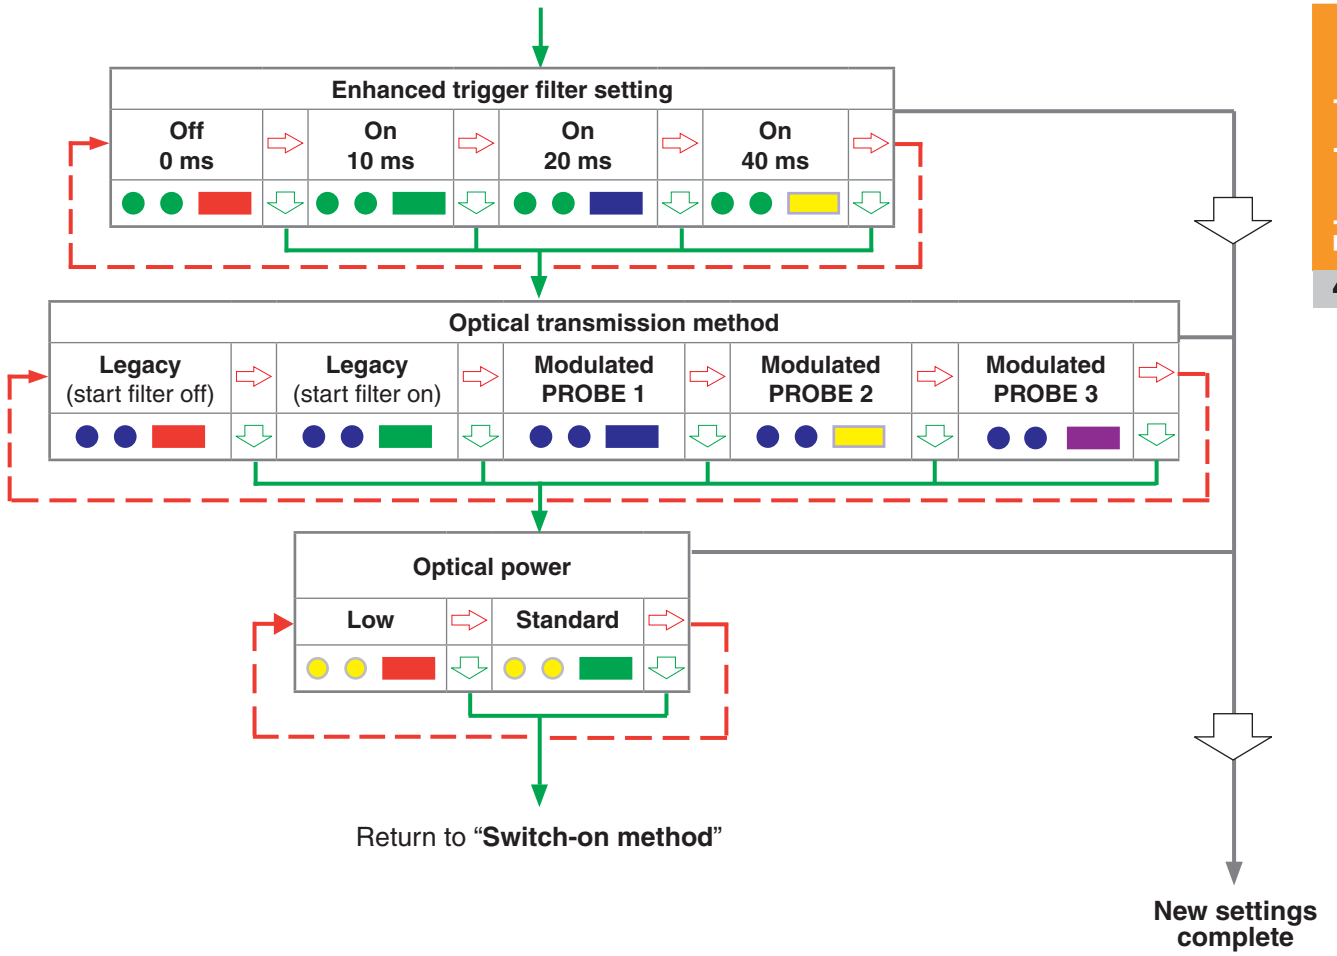 Enhanced trigger filter setting
Off
0 ms
On
10 ms
On
20 ms
On
40 ms
Optical transmission method
Legacy
(start filter off)
Legacy
(start filter on)
Modulated
PROBE 1
Modulated
PROBE 2
Modulated
PROBE 3
Optical power
Low
Standard
Return to “Switch-on method”
New settings
complete